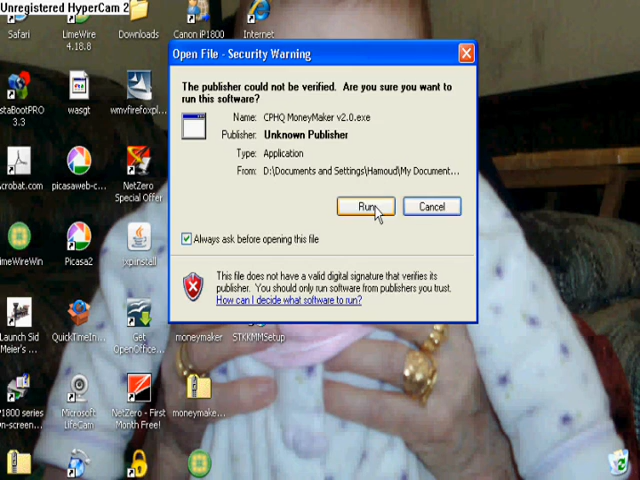 Unregistered HyperCam 2
Safari
LimeWire
4.18.8
Downloads
Canon iP1800
Internet
Open File - Security Warning
The publisher could not be verified. Are you sure you want to
run this software?
Name: CPHQ MoneyMaker v2.0.exe
Publisher: Unknown Publisher
Type: Application
From: D:\Documents and Settings\Hamoud\My Document...
Run
Cancel
Always ask before opening this file
This file does not have a valid digital signature that verifies its
publisher. You should only run software from publishers you trust.
How can I decide what software to run?
staBootPRO
3.3
wasgt
wmvfirefoxpl...
crobat.com
picasaweb-c...
NetZero
Special Offer
imeWireWin
Picasa2
Launch Sid
Meier's ...
QuickTimeIn...
Get
OpenOffice...
moneymaker
STKKMMSetup
P1800 series
n-screen...
Microsoft
LifeCam
NetZero - First
Month Free!
moneymake...